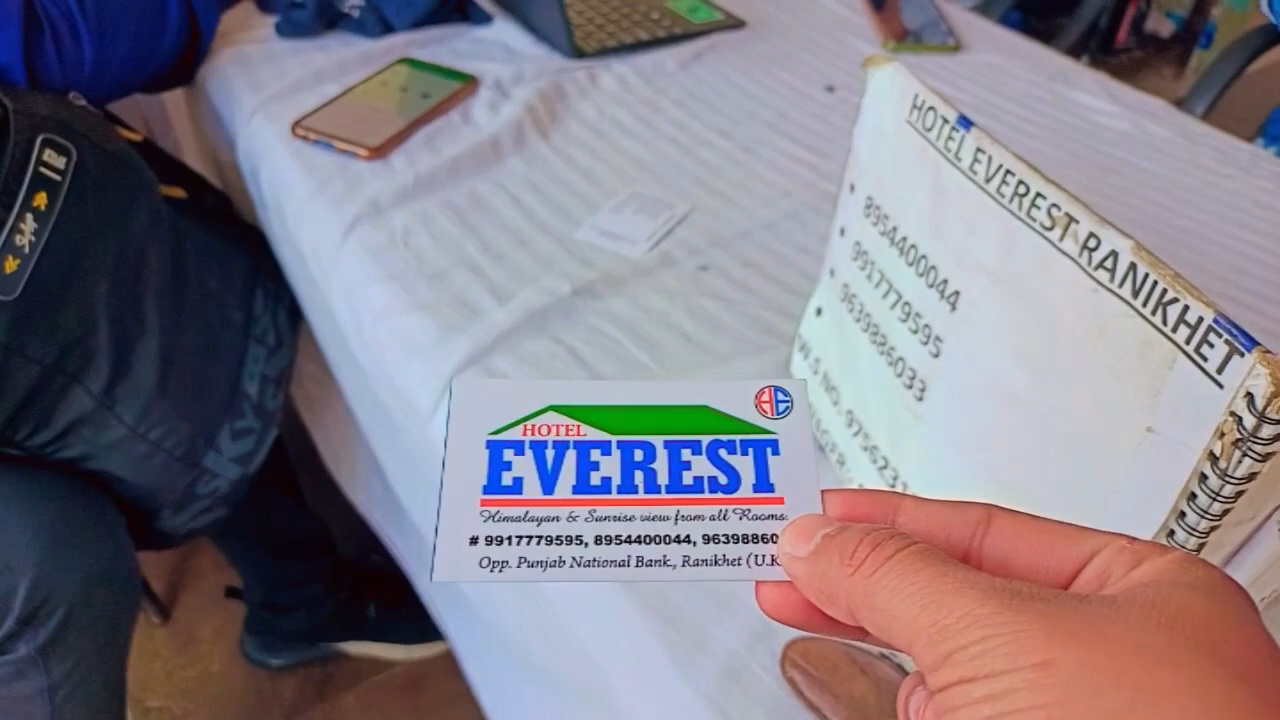 HOTEL EVEREST RANIKHET
8954400044
9917779595
9639886033
HE
HOTEL
EVEREST
Himalayan & Sunrise view from all Rooms.
# 9917779595, 8954400044, 96398860
Opp. Punjab National Bank., Ranikhet (U.K